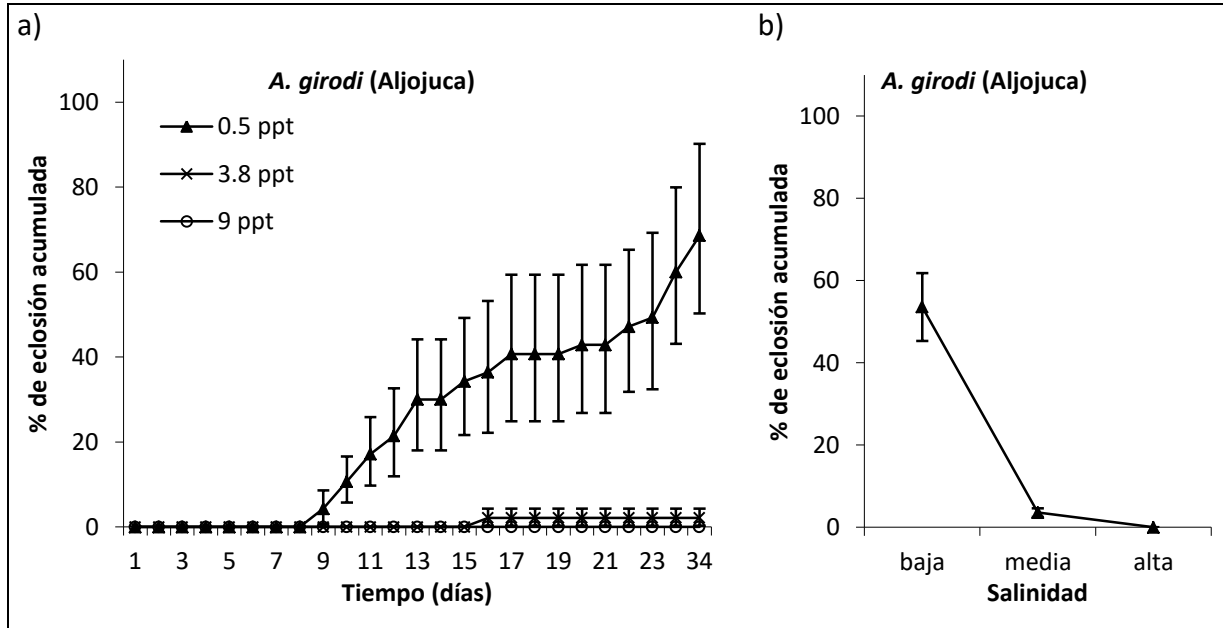 a)
A. girodi (Aljojuca)
% de eclosión acumulada
100
80
60
40
20
0
0.5 ppt
3.8 ppt
9 ppt
1 3 5 7 9 11 13 15 17 19 21 23 34
Tiempo (días)
b)
A. girodi (Aljojuca)
% de eclosión acumulada
100
80
60
40
20
0
baja media alta
Salinidad